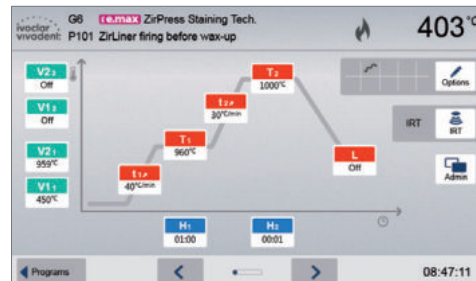 ivoclar vivadent:
G6 e.max ZirPress Staining Tech.
P101 ZirLiner firing before wax-up
403°C
V2₂
Off
V1₂
Off
V2₁
959°C
V1₁
450°C
t₁↗
40°C/min
T₁
960°C
t₂↗
30°C/min
T₂
1000°C
L
Off
H₁
01:00
H₂
00:01
Options
IRT
IRT
Admin
Programs
08:47:11